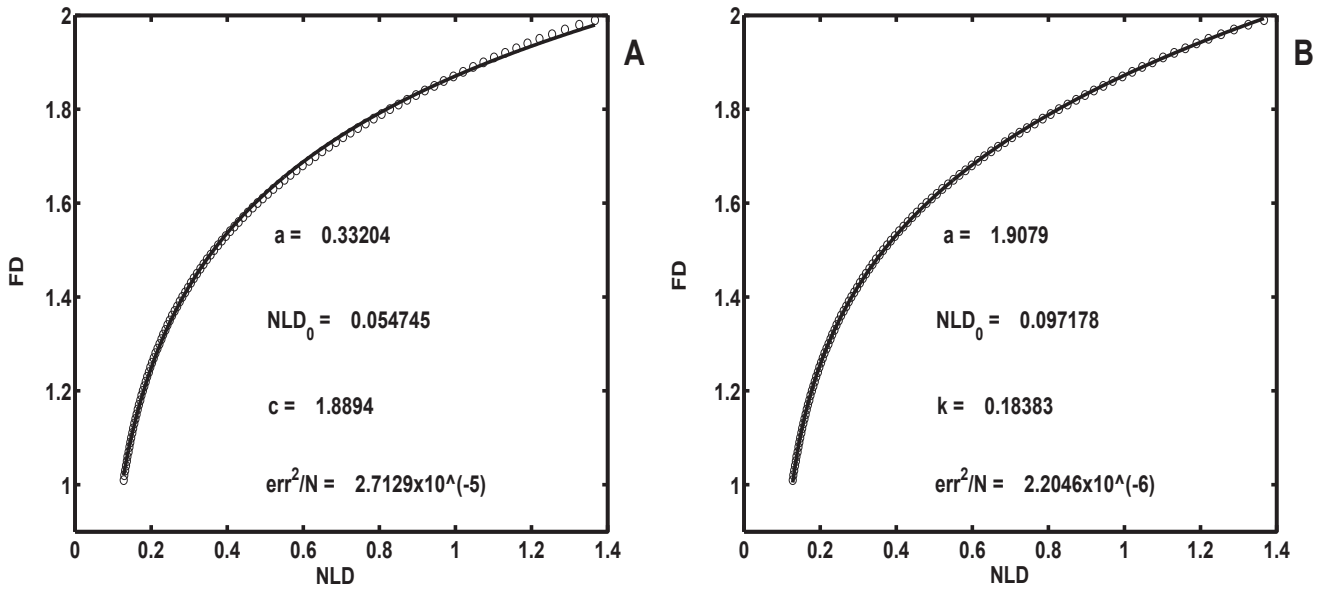 A
2
1.8
1.6
1.4
1.2
1
FD
a = 0.33204
NLD0 = 0.054745
c = 1.8894
err2/N = 2.7129x10^(-5)
0 0.2 0.4 0.6 0.8 1 1.2 1.4
NLD
B
2
1.8
1.6
1.4
1.2
1
FD
a = 1.9079
NLD0 = 0.097178
k = 0.18383
err2/N = 2.2046x10^(-6)
0 0.2 0.4 0.6 0.8 1 1.2 1.4
NLD